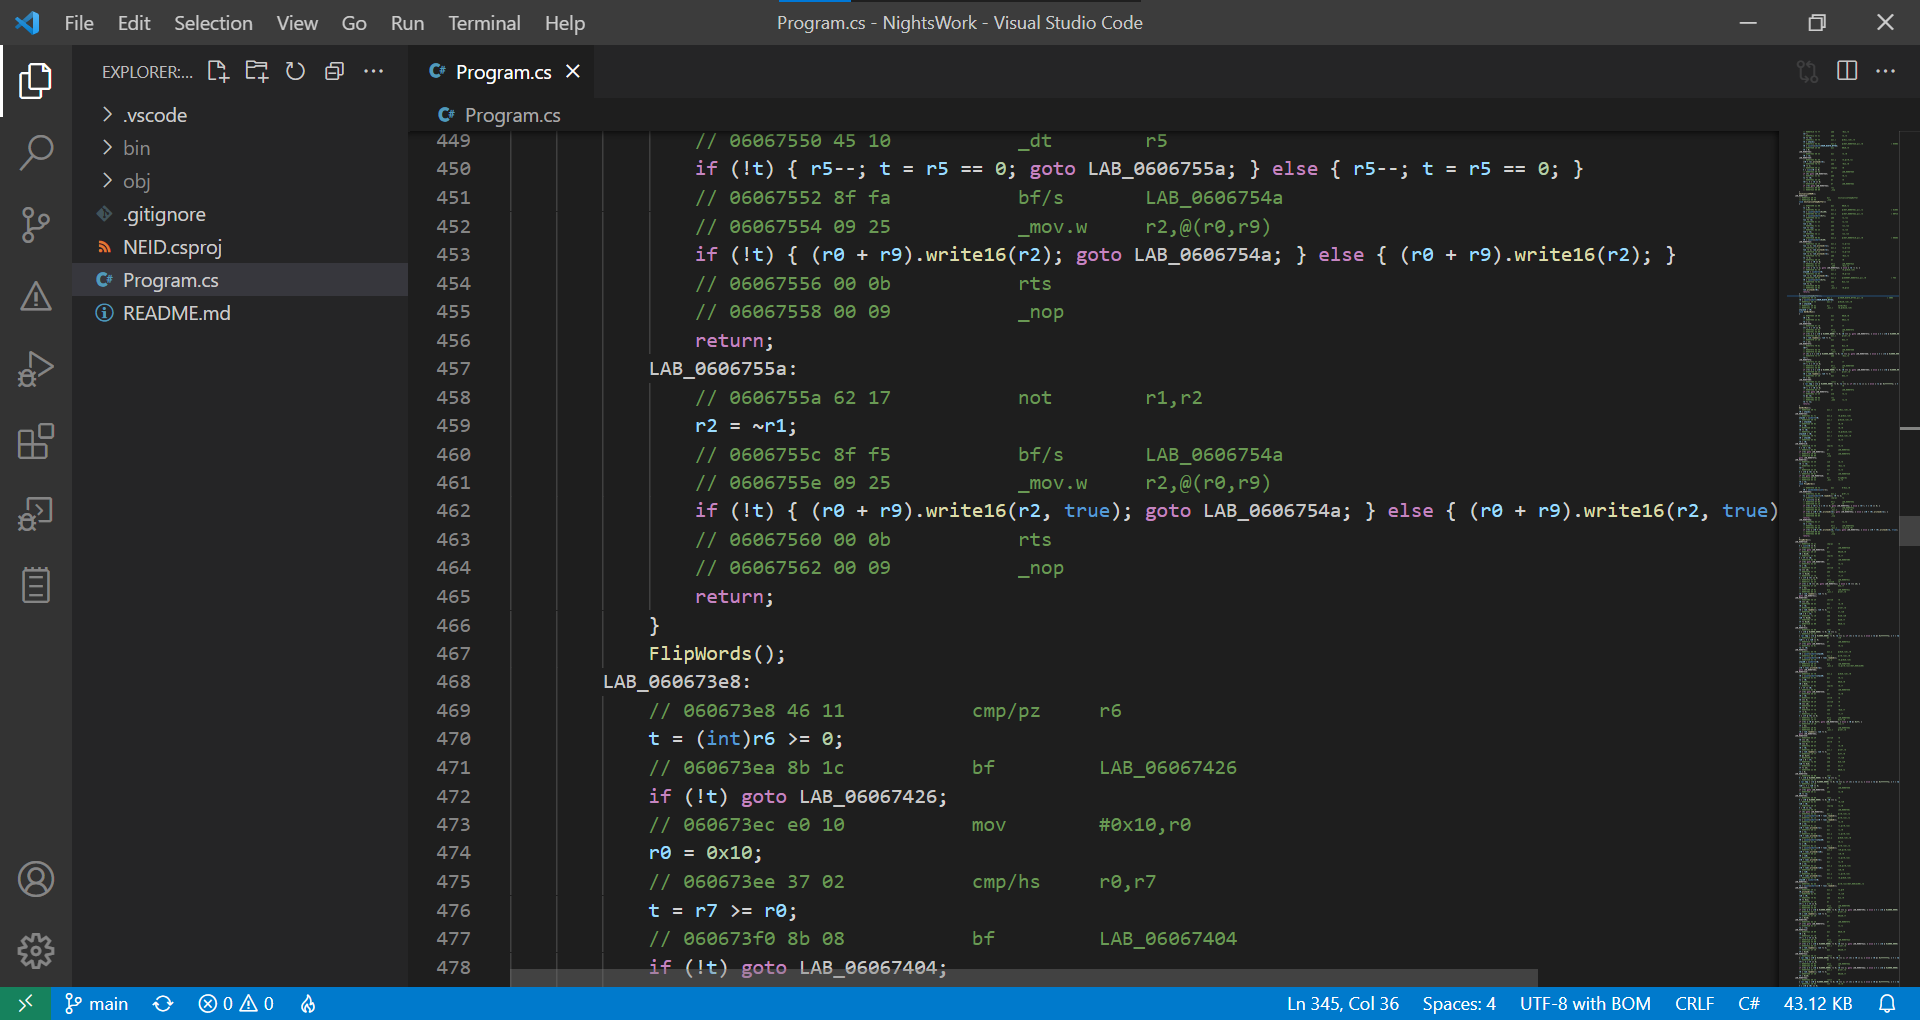 File Edit Selection View Go Run Terminal Help Program.cs - NightsWork - Visual Studio Code
EXPLORER:...
.vscode
bin
obj
.gitignore
NEID.csproj
Program.cs
README.md
Program.cs
Program.cs
449 // 06067550 45 10 _dt r5
450 if (!t) { r5--; t = r5 == 0; goto LAB_0606755a; } else { r5--; t = r5 == 0; }
451 // 06067552 8f fa bf/s LAB_0606754a
452 // 06067554 09 25 _mov.w r2,@(r0,r9)
453 if (!t) { (r0 + r9).write16(r2); goto LAB_0606754a; } else { (r0 + r9).write16(r2); }
454 // 06067556 00 0b rts
455 // 06067558 00 09 _nop
456 return;
457 LAB_0606755a:
458 // 0606755a 62 17 not r1,r2
459 r2 = ~r1;
460 // 0606755c 8f f5 bf/s LAB_0606754a
461 // 0606755e 09 25 _mov.w r2,@(r0,r9)
462 if (!t) { (r0 + r9).write16(r2, true); goto LAB_0606754a; } else { (r0 + r9).write16(r2, true)
463 // 06067560 00 0b rts
464 // 06067562 00 09 _nop
465 return;
466 }
467 FlipWords();
468 LAB_060673e8:
469 // 060673e8 46 11 cmp/pz r6
470 t = (int)r6 >= 0;
471 // 060673ea 8b 1c bf LAB_06067426
472 if (!t) goto LAB_06067426;
473 // 060673ec e0 10 mov #0x10,r0
474 r0 = 0x10;
475 // 060673ee 37 02 cmp/hs r0,r7
476 t = r7 >= r0;
477 // 060673f0 8b 08 bf LAB_06067404
478 if (!t) goto LAB_06067404;
main 0 0 Ln 345, Col 36 Spaces: 4 UTF-8 with BOM CRLF C# 43.12 KB